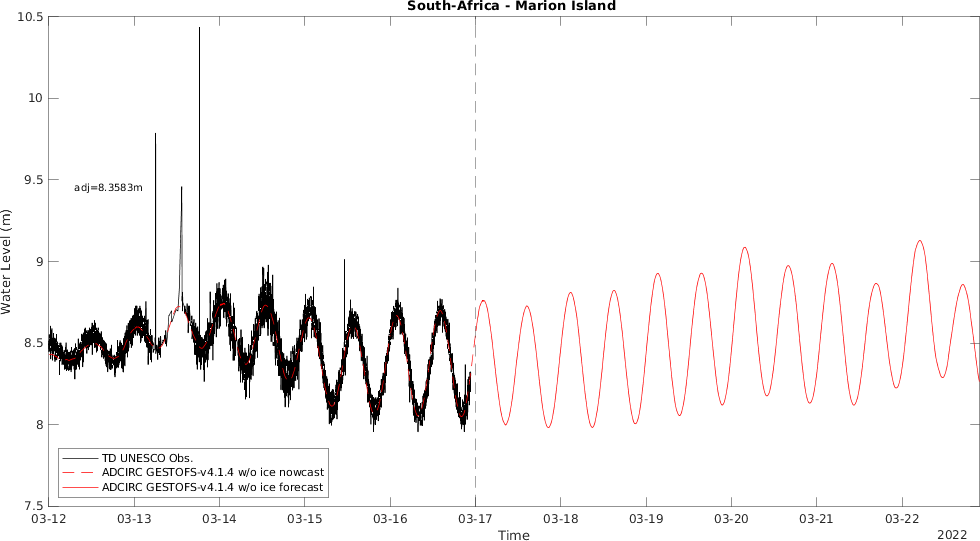 South-Africa - Marion Island
10.5
10
9.5
9
8.5
8
7.5
Water Level (m)
adj=8.3583m
TD UNESCO Obs.
ADCIRC GESTOFS-v4.1.4 w/o ice nowcast
ADCIRC GESTOFS-v4.1.4 w/o ice forecast
03-12 03-13 03-14 03-15 03-16 03-17 03-18 03-19 03-20 03-21 03-22
Time
2022